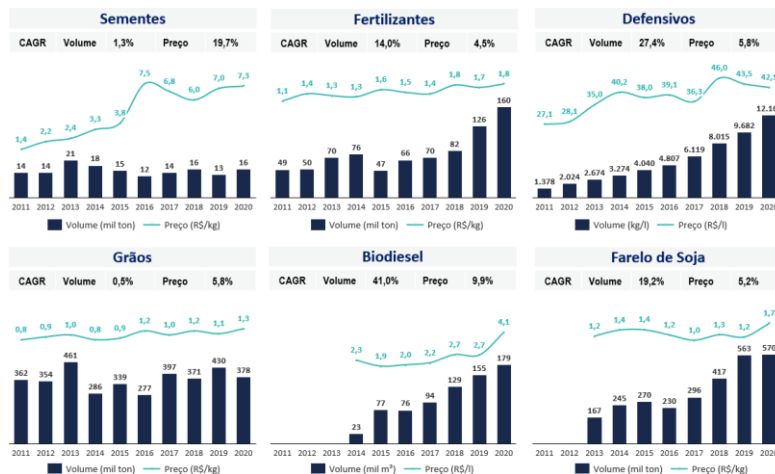 Sementes
CAGR Volume 1,3% Preço 19,7%
1,4 2,2 2,4 3,3 3,8 7,5 6,8 6,0 7,0 7,3
14 14 21 18 15 12 14 16 13 16
2011 2012 2013 2014 2015 2016 2017 2018 2019 2020
Volume (mil ton) Preço (R$/kg)
Fertilizantes
CAGR Volume 14,0% Preço 4,5%
1,1 1,4 1,3 1,3 1,6 1,5 1,4 1,8 1,7 1,8
49 50 70 76 47 66 70 82 126 160
2011 2012 2013 2014 2015 2016 2017 2018 2019 2020
Volume (mil ton) Preço (R$/kg)
Defensivos
CAGR Volume 27,4% Preço 5,8%
27,1 28,1 35,0 40,2 38,0 39,1 36,3 46,0 43,5
1.378 2.024 2.674 3.274 4.040 4.807 6.119 8.015 9.682
2011 2012 2013 2014 2015 2016 2017 2018 2019 2020
Volume (kg/l) Preço (R$/l)
Grãos
CAGR Volume 0,5% Preço 5,8%
0,8 0,9 1,0 0,8 0,9 1,2 1,0 1,2 1,1 1,3
362 354 461 286 339 277 397 371 430 378
2011 2012 2013 2014 2015 2016 2017 2018 2019 2020
Volume (mil ton) Preço (R$/kg)
Biodiesel
CAGR Volume 41,0% Preço 9,9%
2,3 1,9 2,0 2,2 2,7 2,7 4,1
23 77 76 94 129 155 179
2011 2012 2013 2014 2015 2016 2017 2018 2019 2020
Volume (mil m³) Preço (R$/l)
Farelo de Soja
CAGR Volume 19,2% Preço 5,2%
1,2 1,4 1,4 1,2 1,0 1,3 1,2 1,7
167 245 270 230 296 417 563 570
2011 2012 2013 2014 2015 2016 2017 2018 2019 2020
Volume (mil ton) Preço (R$/kg)